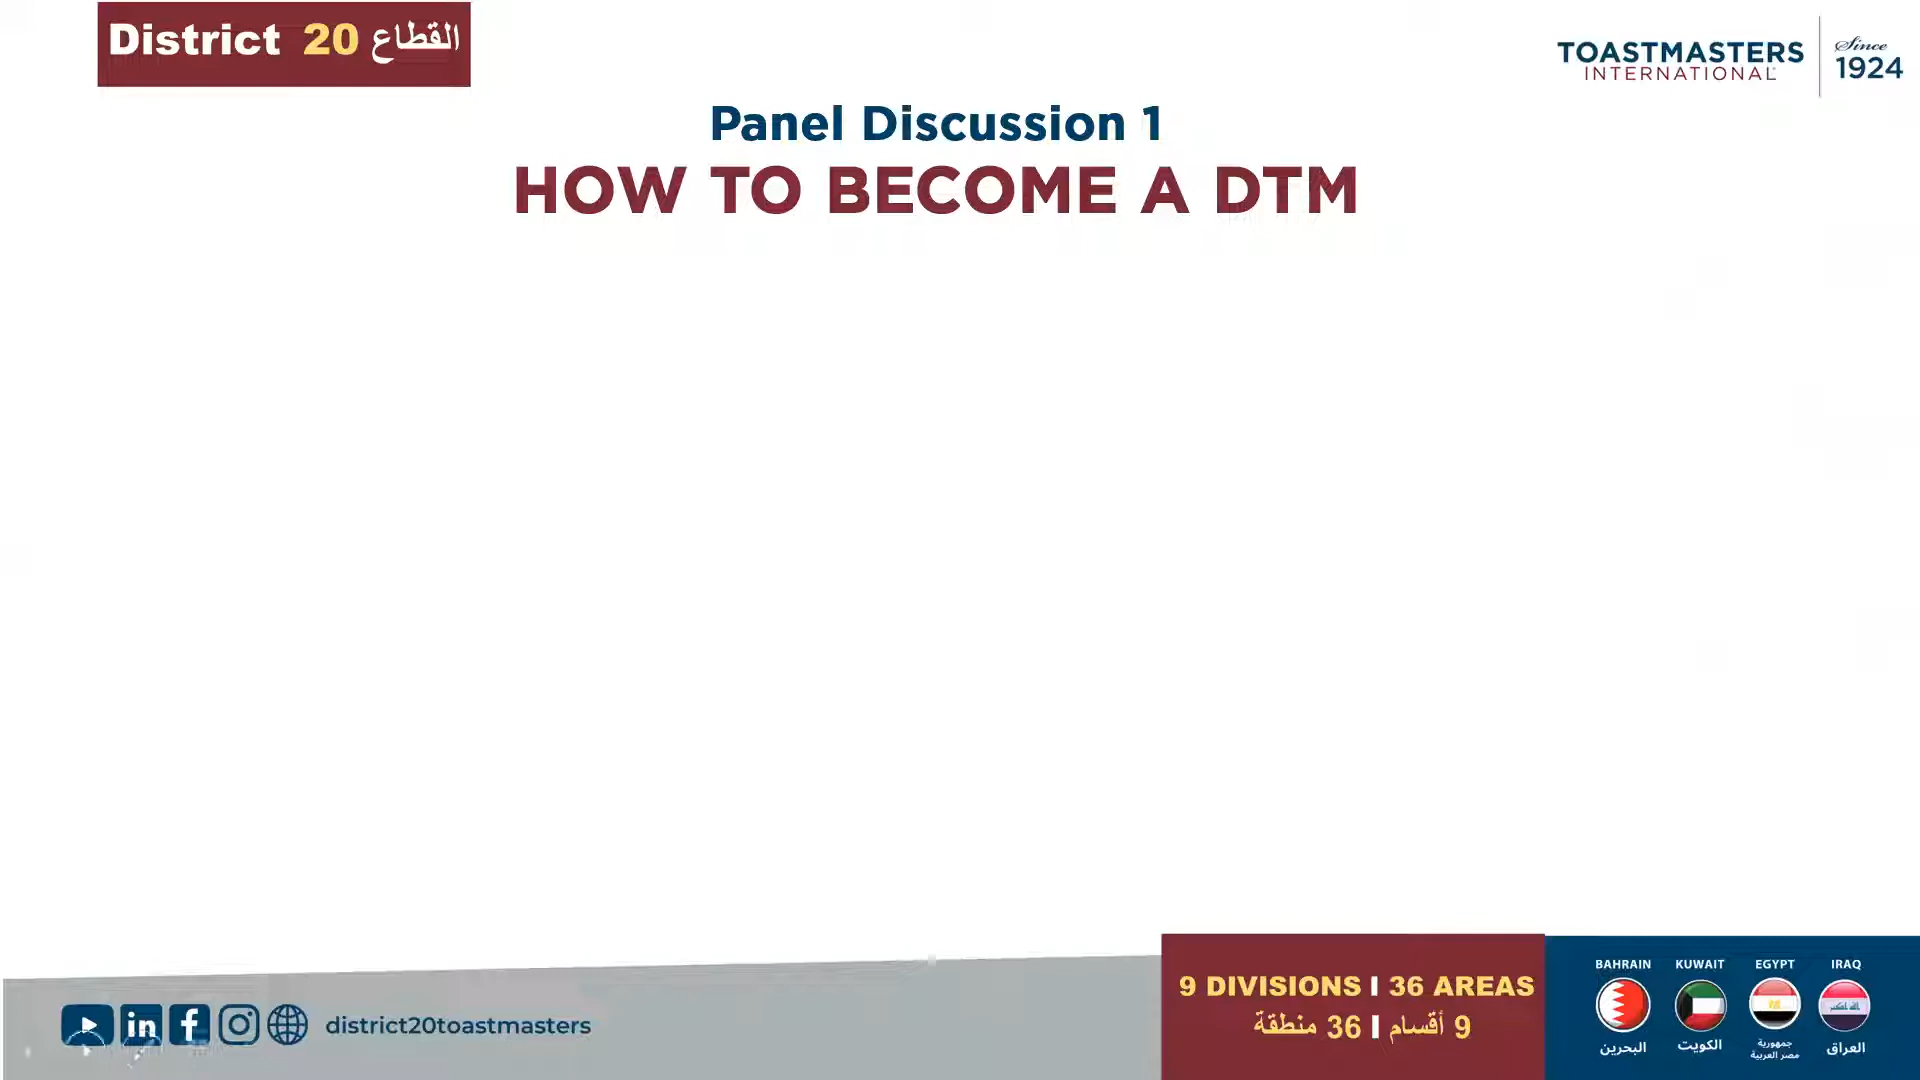 District 20 القطاع
TOASTMASTERS
INTERNATIONAL
Since
1924
Panel Discussion 1
HOW TO BECOME A DTM
district20toastmasters
9 DIVISIONS I 36 AREAS
9 أقسام I 36 منطقة
BAHRAIN
البحرين
KUWAIT
الكويت
EGYPT
جمهورية
مصر العربية
IRAQ
العراق